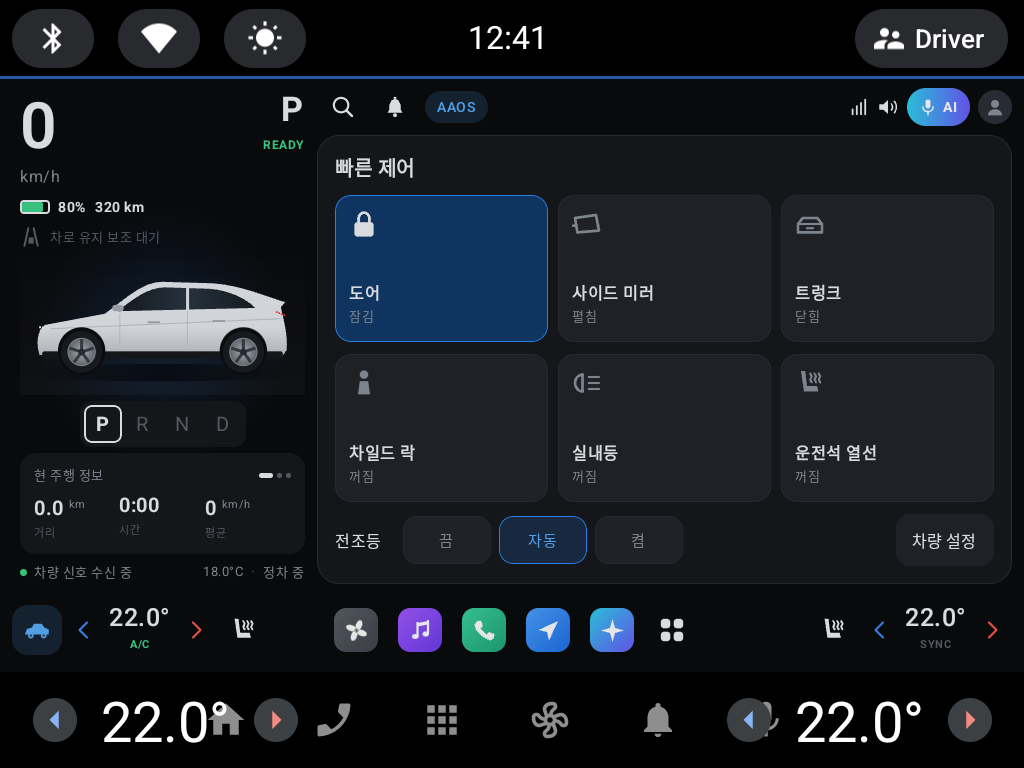 12:41
Driver
0
P
READY
AAOS
AI
km/h
80% 320 km
차로 유지 보조 대기
빠른 제어
도어
잠김
사이드 미러
펼침
트렁크
닫힘
차일드 락
꺼짐
실내등
꺼짐
운전석 열선
꺼짐
P R N D
현 주행 정보
0.0 km
거리
0:00
시간
0 km/h
평균
전조등
끔
자동
켬
차량 설정
차량 신호 수신 중
18.0°C · 정차 중
22.0°
A/C
22.0°
SYNC
22.0°
22.0°